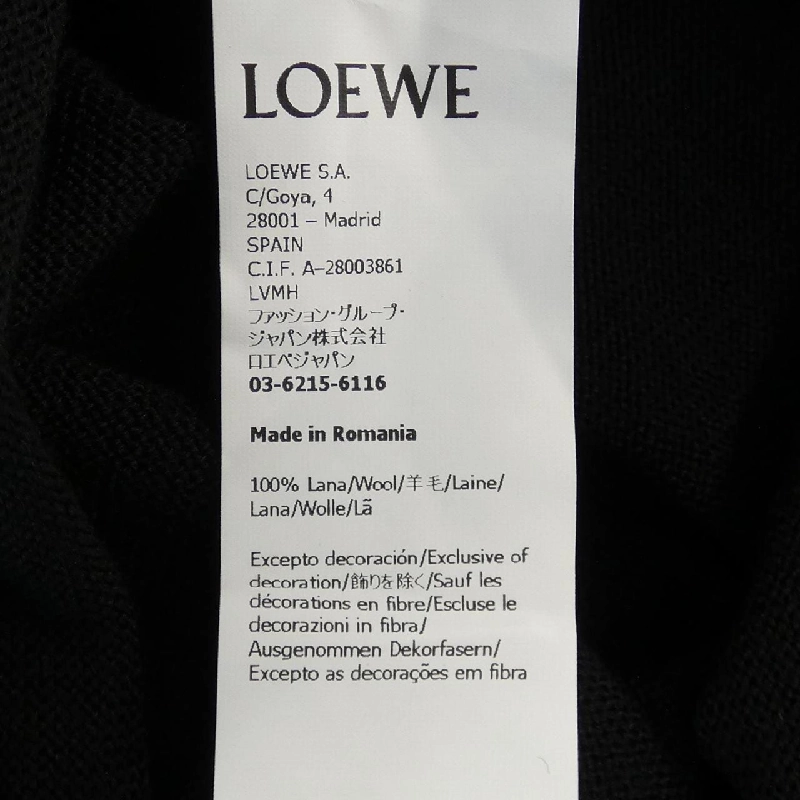 LOEWE
LOEWE S.A.
C/Goya, 4
28001 – Madrid
SPAIN
C.I.F. A–28003861
LVMH
ファッション・グループ・
ジャパン株式会社
ロエベジャパン
03-6215-6116
Made in Romania
100% Lana/Wool/羊毛/Laine/
Lana/Wolle/Lã
Excepto decoración/Exclusive of
decoration/飾りを除く/Sauf les
décorations en fibre/Escluse le
decorazioni in fibra/
Ausgenommen Dekorfasern/
Excepto as decorações em fibra